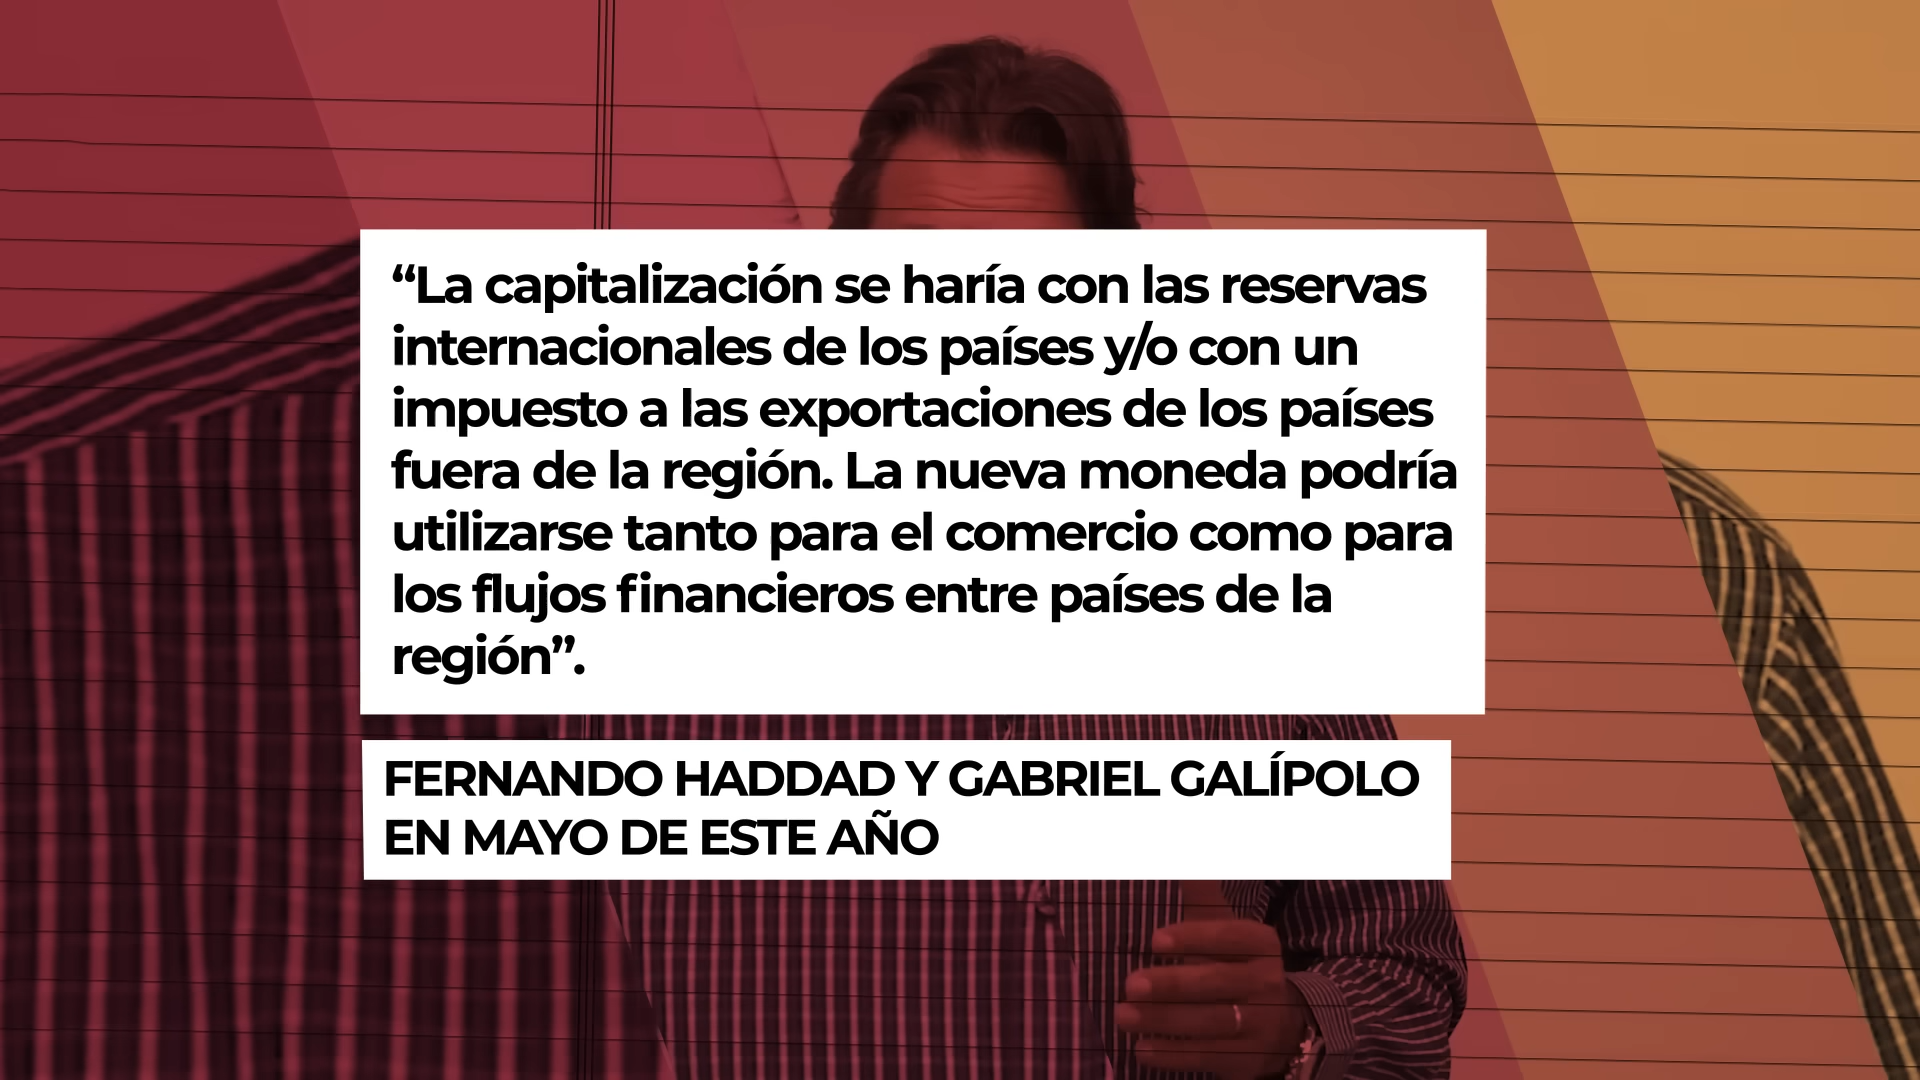 “La capitalización se haría con las reservas
internacionales de los países y/o con un
impuesto a las exportaciones de los países
fuera de la región. La nueva moneda podría
utilizarse tanto para el comercio como para
los flujos financieros entre países de la
región”.
FERNANDO HADDAD Y GABRIEL GALÍPOLO
EN MAYO DE ESTE AÑO